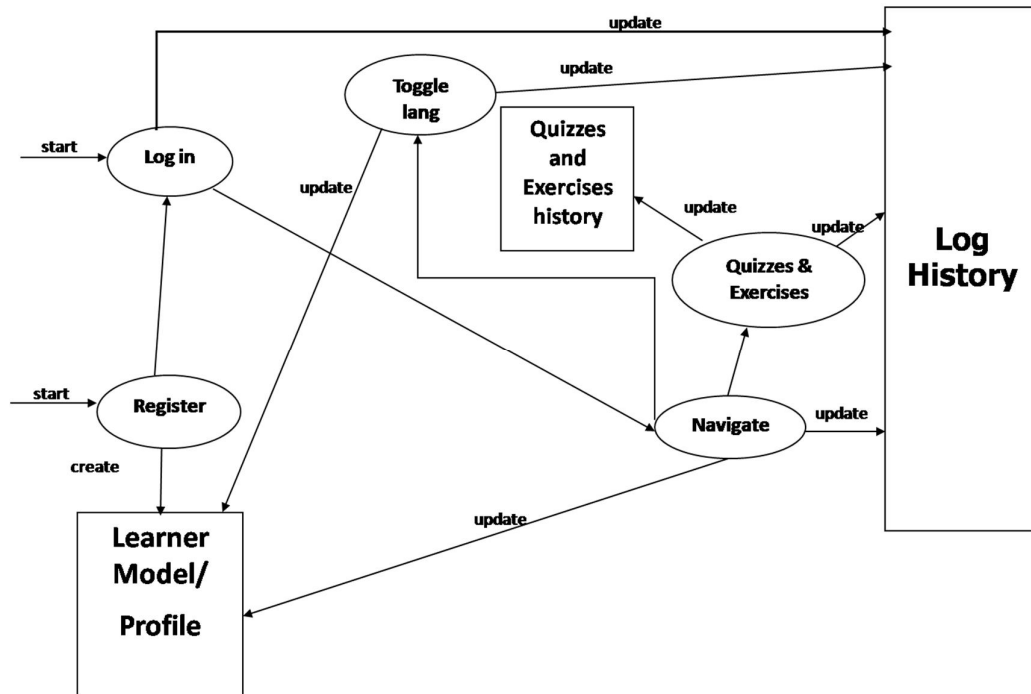 update
Toggle
lang
update
start
Log in
Quizzes
and
Exercises
history
update
update
update
Log
History
Quizzes &
Exercises
start
Register
Navigate
update
create
update
Learner
Model/
Profile